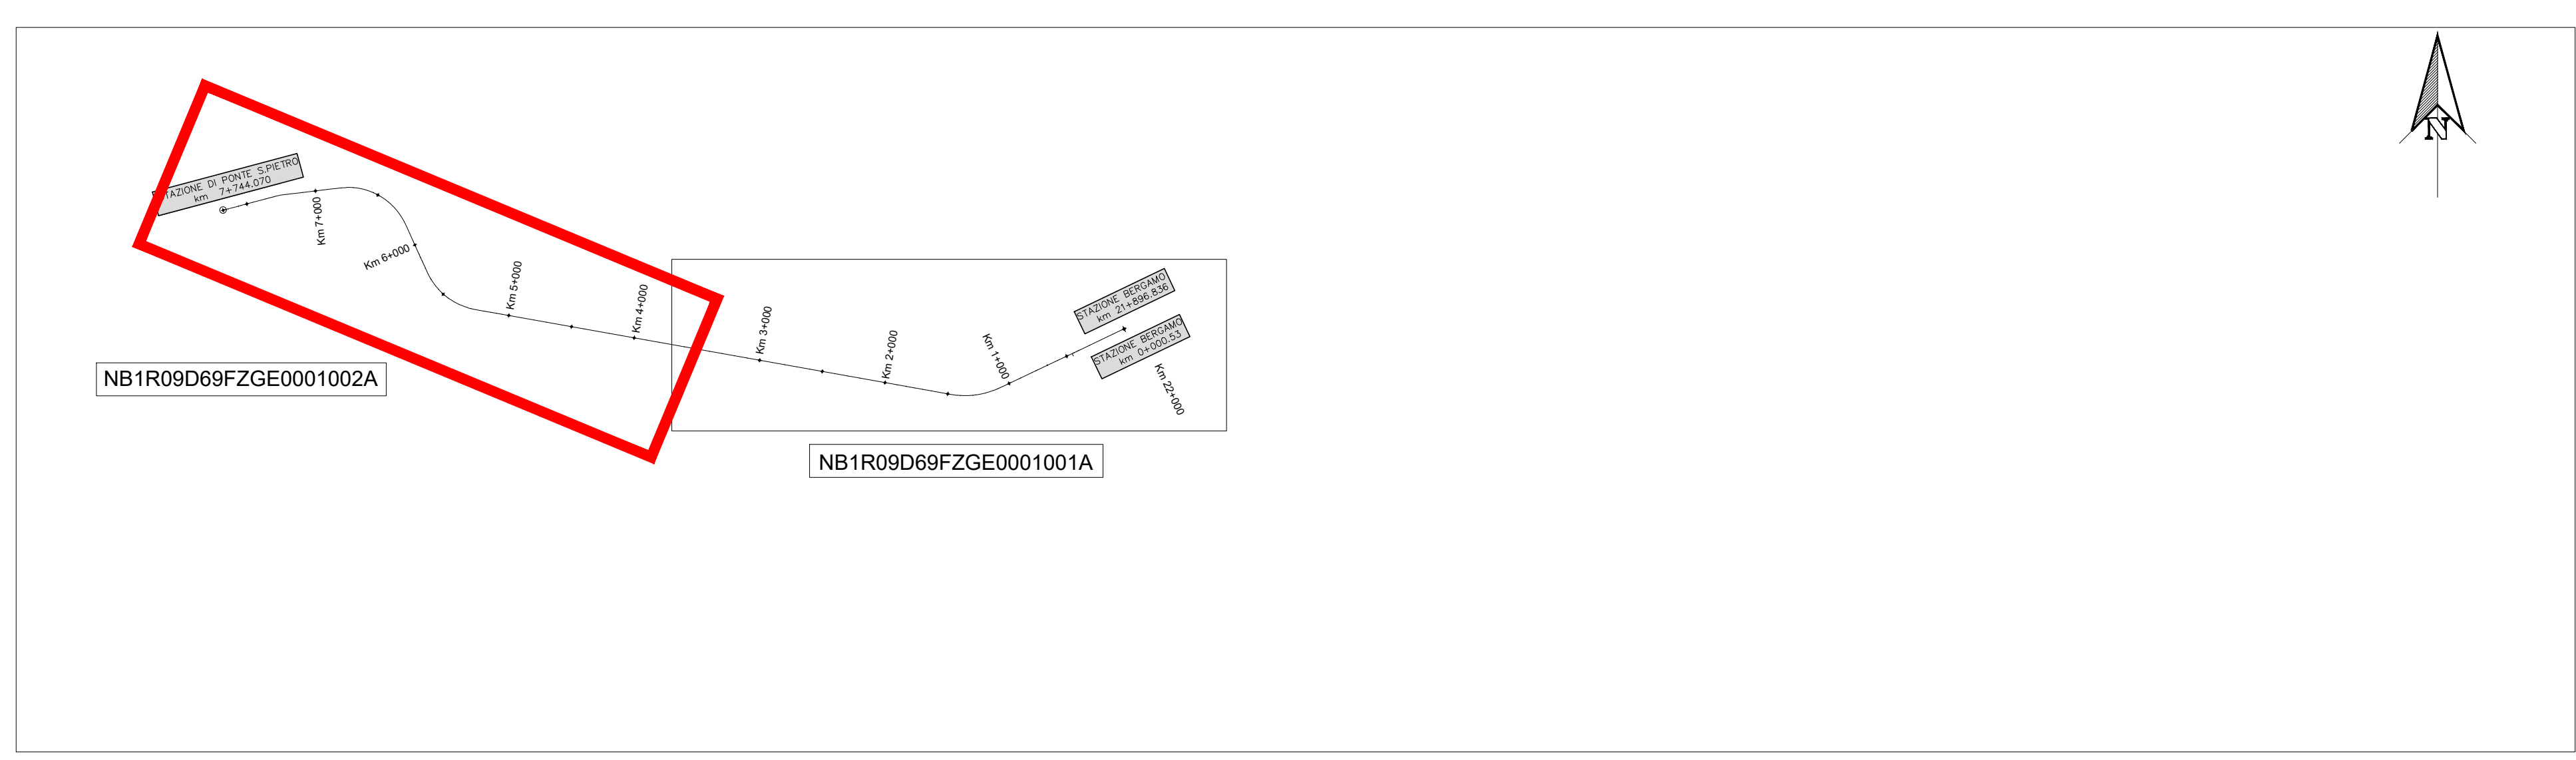 N
TAZIONE DI PONTE S.PIETRO
km 7+744.070
Km 7+000
Km 6+000
Km 5+000
Km 4+000
Km 3+000
Km 2+000
Km 1+000
STAZIONE BERGAMO
km 21+896.836
STAZIONE BERGAMO
km 0+000.53
Km 22+000
NB1R09D69FZGE0001002A
NB1R09D69FZGE0001001A